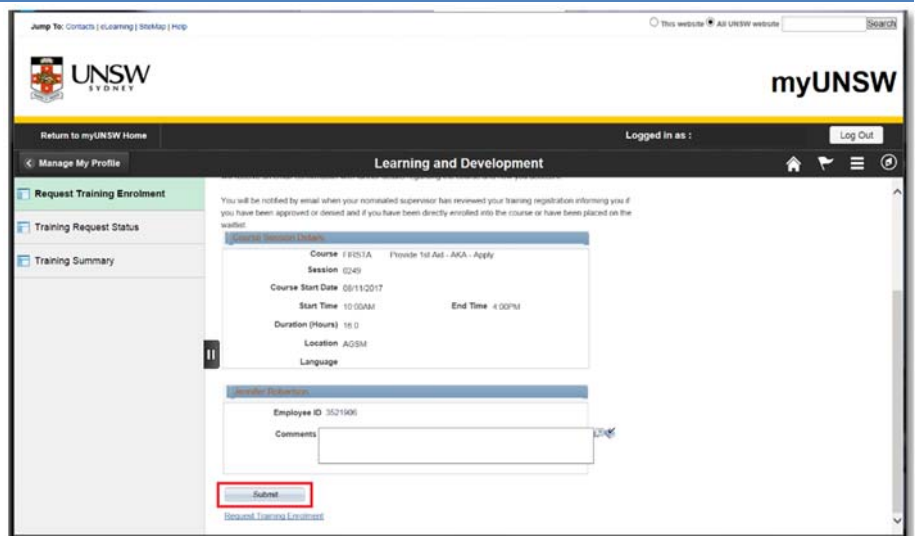 Jump To: Contacts | eLearning | SiteMap | Help
This website All UNSW website Search
UNSW
SYDNEY
myUNSW
Return to myUNSW Home Logged in as : Log Out
Manage My Profile Learning and Development
Request Training Enrolment
Training Request Status
Training Summary
You will be notified by email when your nominated supervisor has reviewed your training registration informing you if
you have been approved or denied and if you have been directly enrolled into the course or have been placed on the
waitlist
Course Session Details
Course FIRSTA Provide 1st Aid - AKA - Apply
Session 0249
Course Start Date 08/11/2017
Start Time 10:00AM End Time 4:00PM
Duration (Hours) 16.0
Location AGSM
Language
Jennifer Robertson
Employee ID 3521906
Comments
Submit
Request Training Enrolment